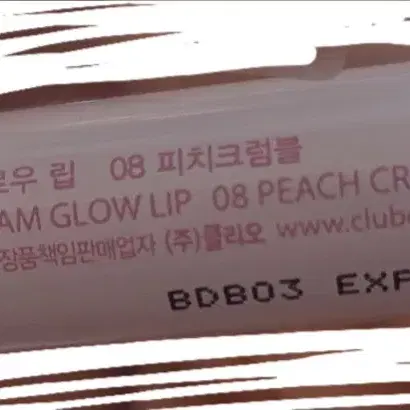 로우 립 08 피치크럼블
AM GLOW LIP 08 PEACH CR
장품책임판매업자 (주)클리오 www.club
BDB03 EXP